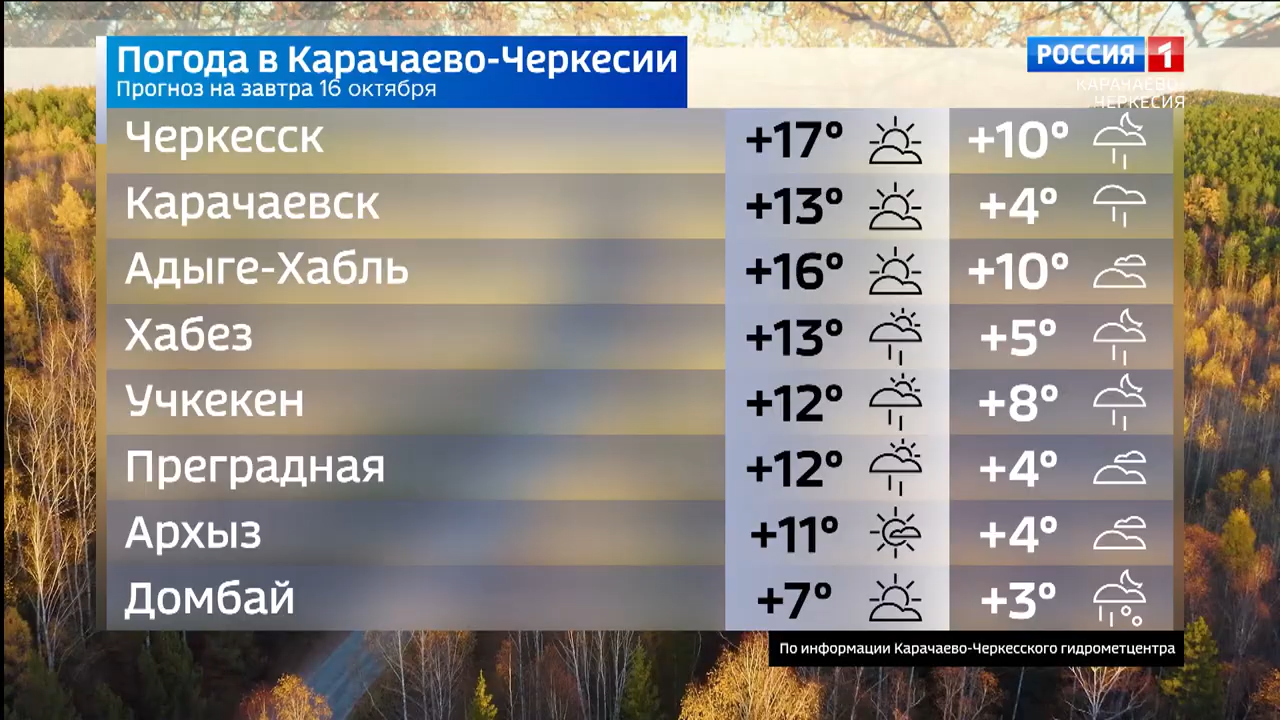 Погода в Карачаево-Черкесии
Прогноз на завтра 16 октября
РОССИЯ 1
КАРАЧАЕВО-
ЧЕРКЕСИЯ
Черкесск +17° +10°
Карачаевск +13° +4°
Адыге-Хабль +16° +10°
Хабез +13° +5°
Учкекен +12° +8°
Преградная +12° +4°
Архыз +11° +4°
Домбай +7° +3°
По информации Карачаево-Черкесского гидрометцентра